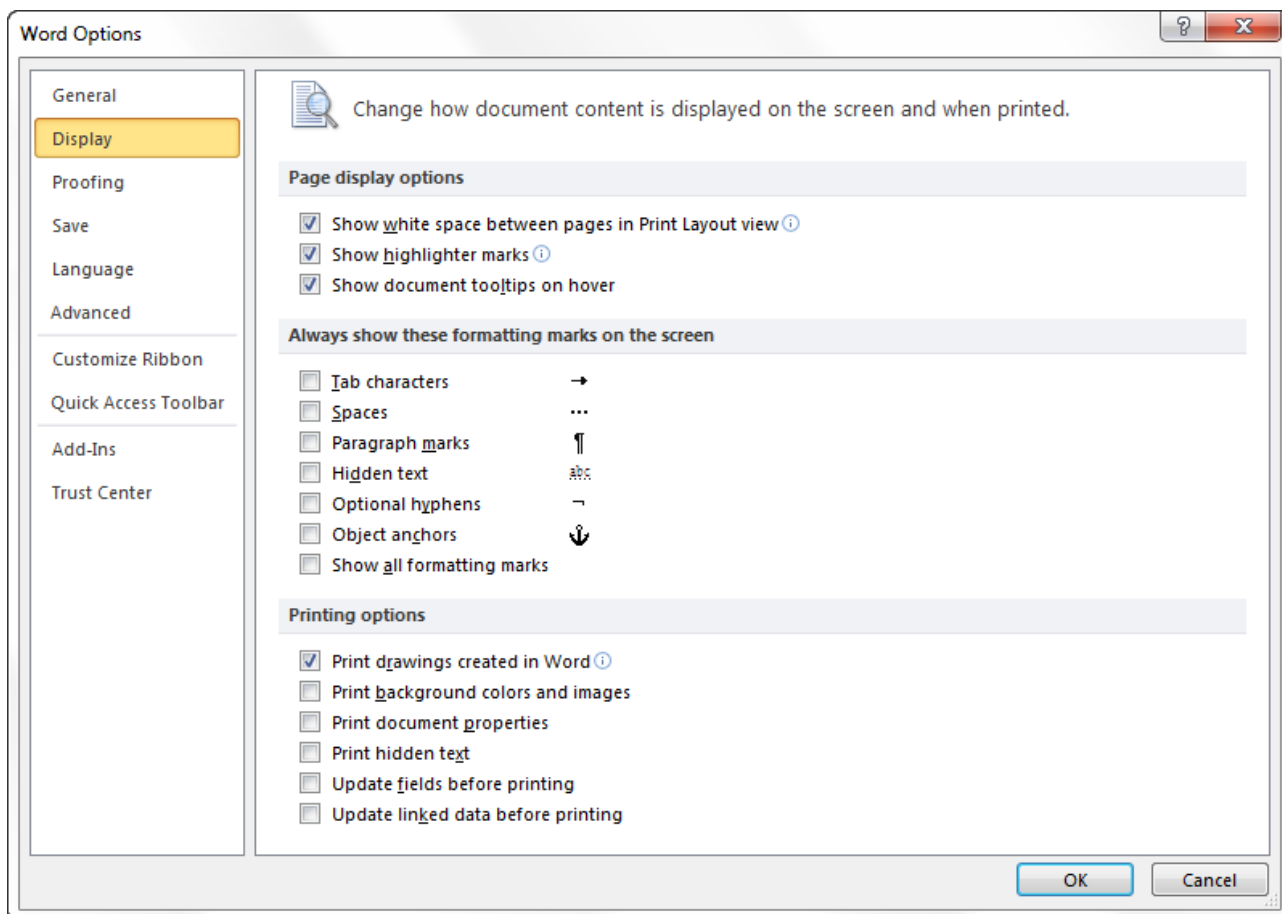 Word Options
General
Display
Proofing
Save
Language
Advanced
Customize Ribbon
Quick Access Toolbar
Add-Ins
Trust Center
Change how document content is displayed on the screen and when printed.
Page display options
Show white space between pages in Print Layout view
Show highlighter marks
Show document tooltips on hover
Always show these formatting marks on the screen
Tab characters →
Spaces ···
Paragraph marks ¶
Hidden text abc
Optional hyphens ¬
Object anchors
Show all formatting marks
Printing options
Print drawings created in Word
Print background colors and images
Print document properties
Print hidden text
Update fields before printing
Update linked data before printing
OK Cancel